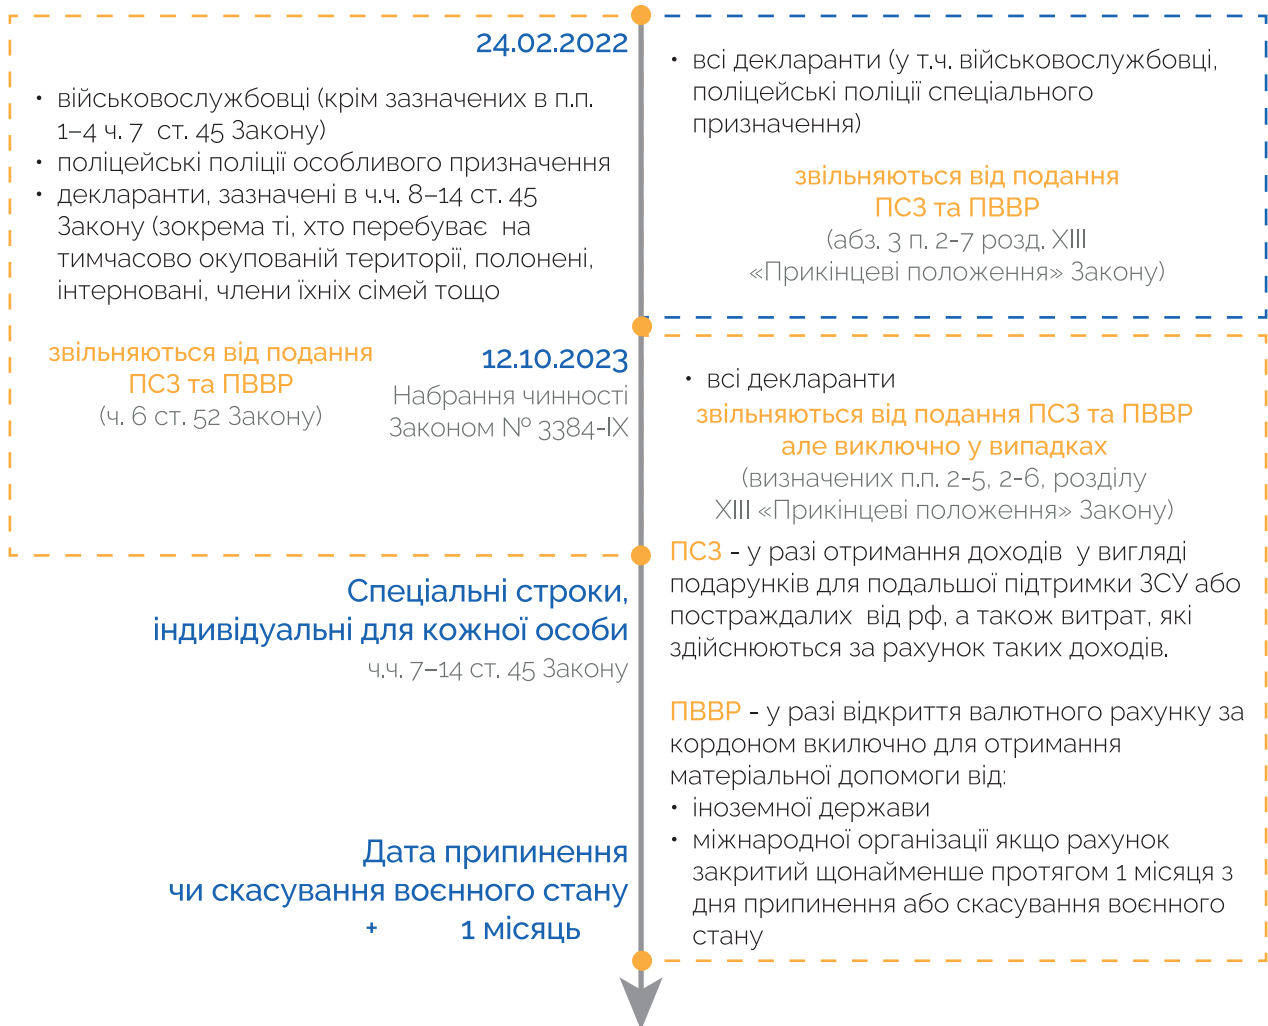 24.02.2022
• військовослужбовці (крім зазначених в п.п.
1–4 ч. 7 ст. 45 Закону)
• поліцейські поліції особливого призначення
• декларанти, зазначені в ч.ч. 8–14 ст. 45
Закону (зокрема ті, хто перебуває на
тимчасово окупованій території, полонені,
інтерновані, члени їхніх сімей тощо
звільняються від подання
ПСЗ та ПВВР
(ч. 6 ст. 52 Закону)
• всі декларанти (у т.ч. військовослужбовці,
поліцейські поліції спеціального
призначення)
звільняються від подання
ПСЗ та ПВВР
(абз. 3 п. 2-7 розд. XIII
«Прикінцеві положення» Закону)
12.10.2023
Набрання чинності
Законом № 3384-IX
• всі декларанти
звільняються від подання ПСЗ та ПВВР
але виключно у випадках
(визначених п.п. 2-5, 2-6, розділу
XIII «Прикінцеві положення» Закону)
ПСЗ - у разі отримання доходів у вигляді
подарунків для подальшої підтримки ЗСУ або
постраждалих від рф, а також витрат, які
здійснюються за рахунок таких доходів.
ПВВР - у разі відкриття валютного рахунку за
кордоном вкилючно для отримання
матеріальної допомоги від:
• іноземної держави
• міжнародної організації якщо рахунок
закритий щонайменше протягом 1 місяця з
дня припинення або скасування воєнного
стану
Спеціальні строки,
індивідуальні для кожної особи
ч.ч. 7–14 ст. 45 Закону
Дата припинення
чи скасування воєнного стану
+ 1 місяць